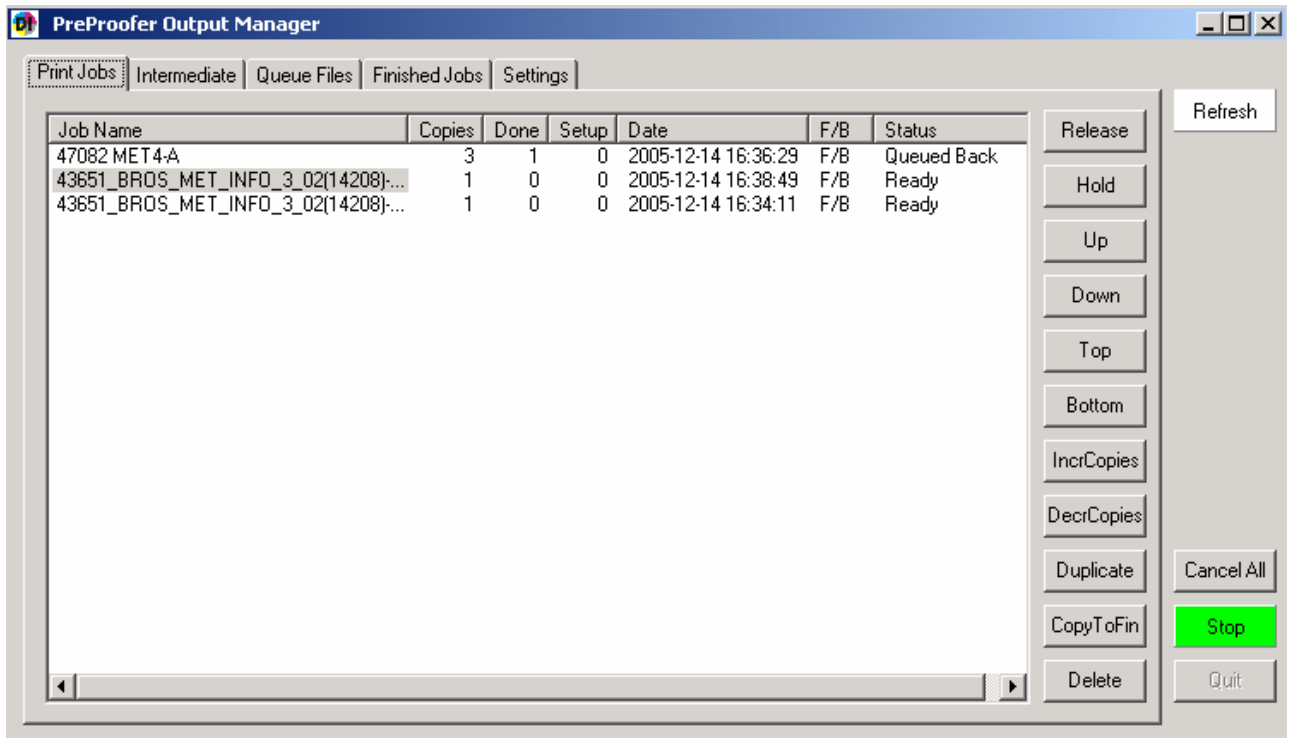 PreProofer Output Manager
Print Jobs Intermediate Queue Files Finished Jobs Settings
Refresh
Job Name Copies Done Setup Date F/B Status
47082 MET4-A 3 1 0 2005-12-14 16:36:29 F/B Queued Back
43651_BROS_MET_INFO_3_02(14208)-... 1 0 0 2005-12-14 16:38:49 F/B Ready
43651_BROS_MET_INFO_3_02(14208)-... 1 0 0 2005-12-14 16:34:11 F/B Ready
Release
Hold
Up
Down
Top
Bottom
IncrCopies
DecrCopies
Duplicate Cancel All
CopyToFin Stop
Delete Quit